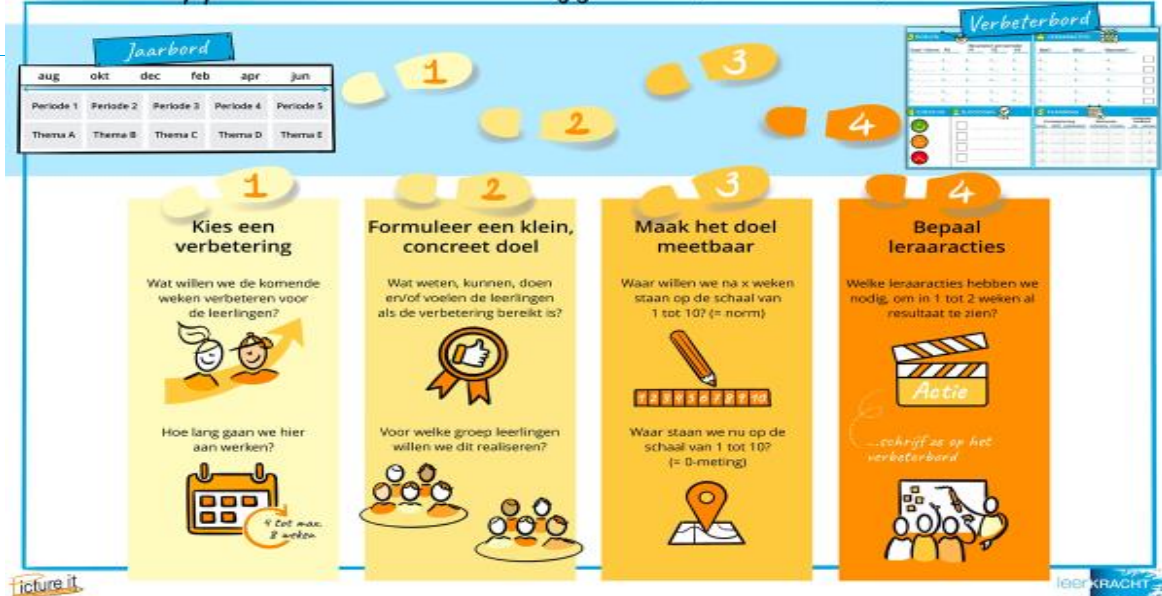 Jaarbord
aug okt dec feb apr jun
Periode 1 Periode 2 Periode 3 Periode 4 Periode 5
Thema A Thema B Thema C Thema D Thema E
1
2
3
4
Verbeterbord
1
Kies een
verbetering
Wat willen we de komende
weken verbeteren voor
de leerlingen?
Hoe lang gaan we hier
aan werken?
4 tot max.
8 weken
2
Formuleer een klein,
concreet doel
Wat weten, kunnen, doen
en/of voelen de leerlingen
als de verbetering bereikt is?
Voor welke groep leerlingen
willen we dit realiseren?
3
Maak het doel
meetbaar
Waar willen we na x weken
staan op de schaal van
1 tot 10? (= norm)
1 2 3 4 5 6 7 8 9 10
Waar staan we nu op de
schaal van 1 tot 10?
(= 0-meting)
4
Bepaal
leraaracties
Welke leraaracties hebben we
nodig, om in 1 tot 2 weken al
resultaat te zien?
Actie
...schrijf ze op het
verbeterbord
icture it
leerKRACHT